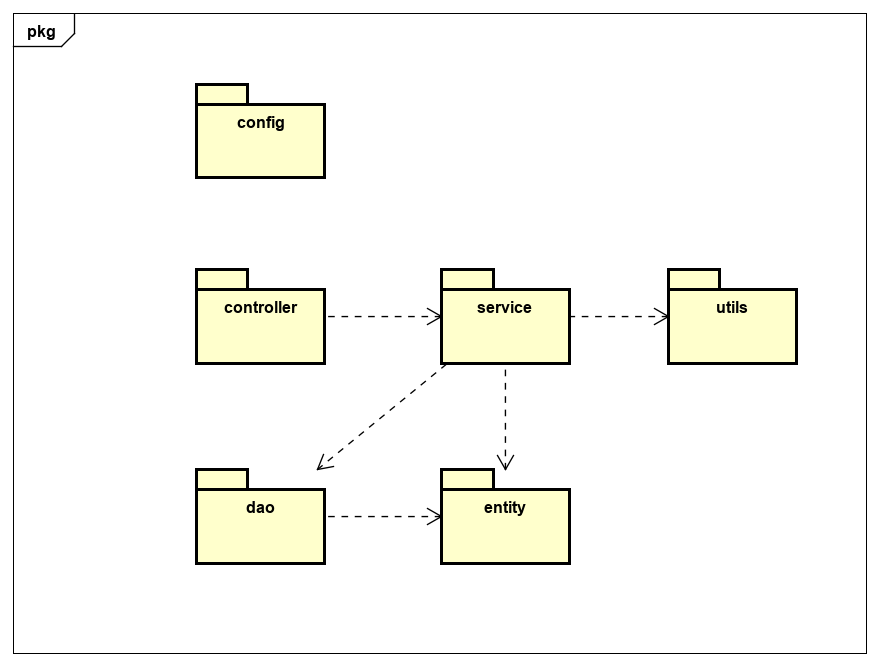 pkg
config
controller
service
utils
dao
entity